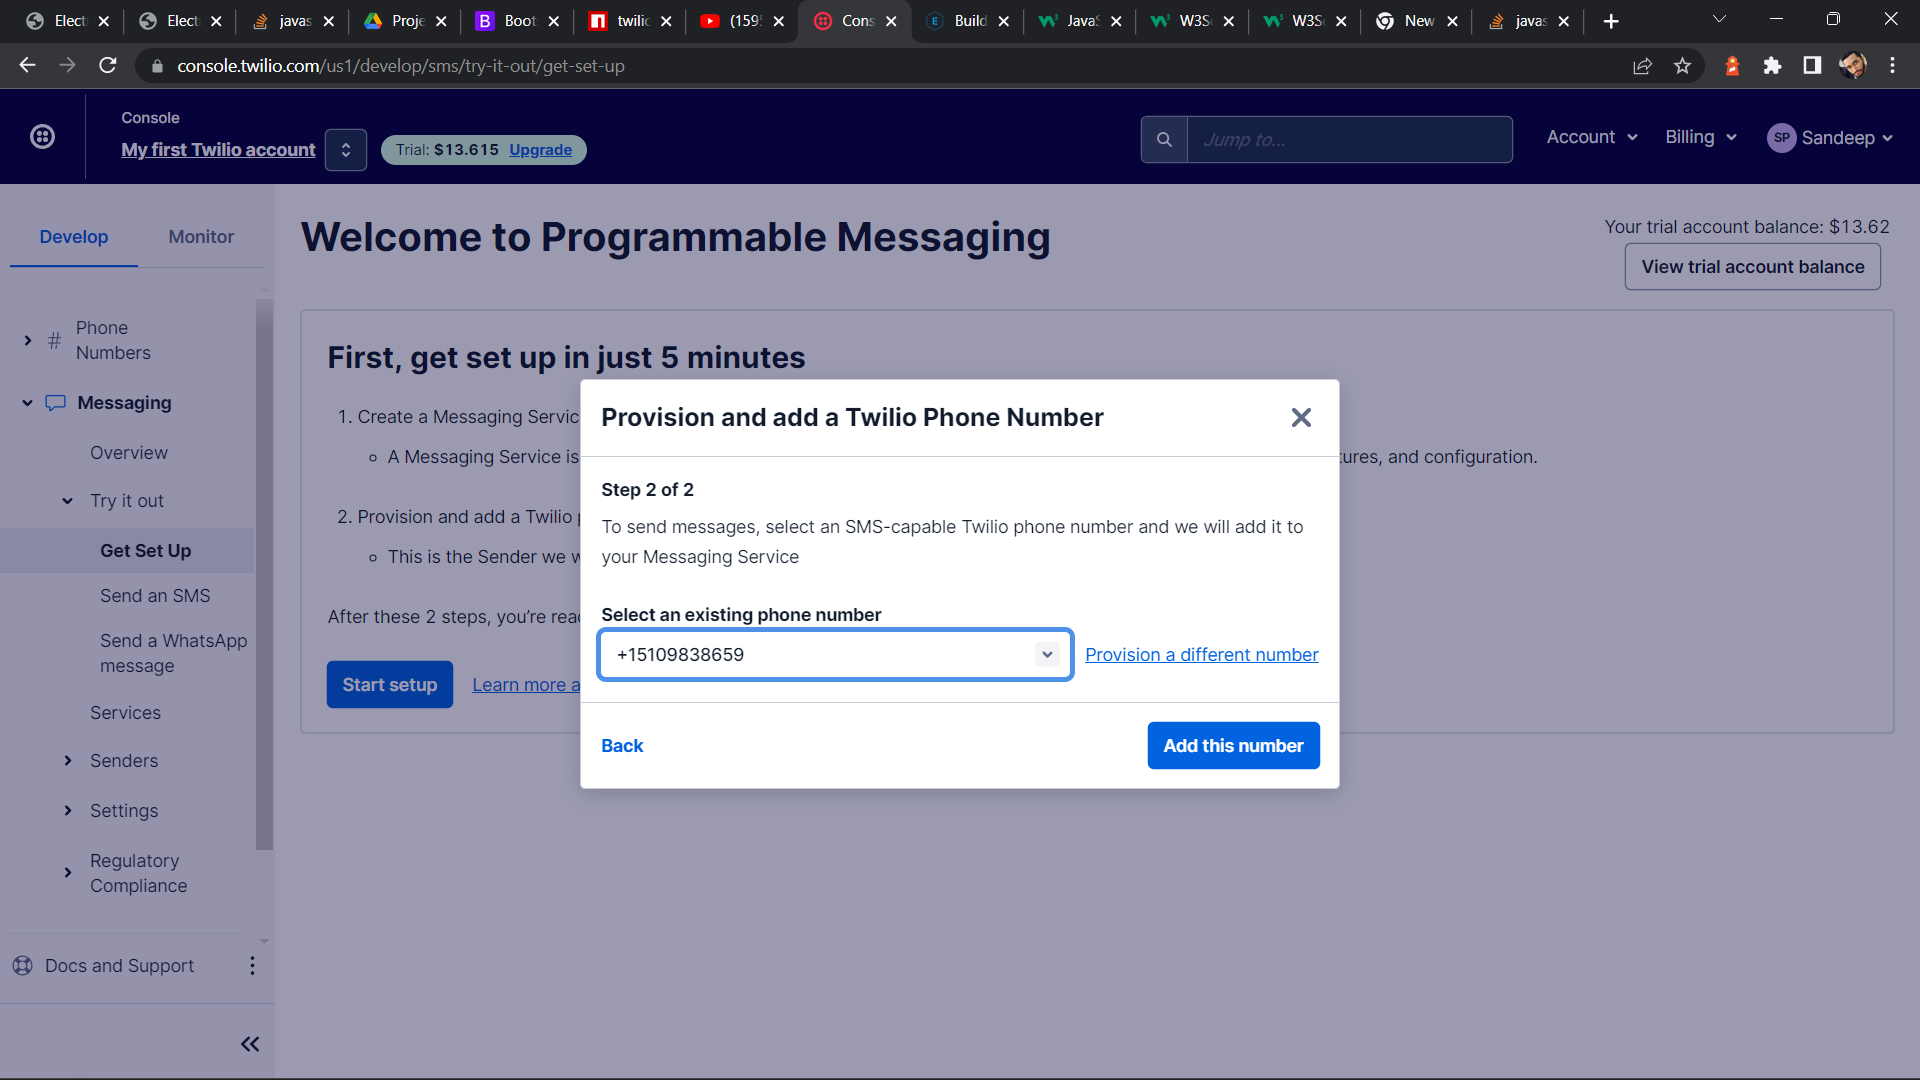 Elect
Elect
javas
Proje
Boot
twilio
(159
Cons
Build
Java
W3S
W3S
New
javas
console.twilio.com/us1/develop/sms/try-it-out/get-set-up
Console
My first Twilio account
Trial: $13.615 Upgrade
Jump to...
Account
Billing
SP Sandeep
Develop
Monitor
Welcome to Programmable Messaging
Your trial account balance: $13.62
View trial account balance
# Phone
Numbers
Messaging
Overview
Try it out
Get Set Up
Send an SMS
Send a WhatsApp
message
Services
Senders
Settings
Regulatory
Compliance
Docs and Support
First, get set up in just 5 minutes
1. Create a Messaging Servic
A Messaging Service is
tures, and configuration.
2. Provision and add a Twilio
This is the Sender we
After these 2 steps, you're rea
Start setup
Learn more a
Provision and add a Twilio Phone Number
Step 2 of 2
To send messages, select an SMS-capable Twilio phone number and we will add it to
your Messaging Service
Select an existing phone number
+15109838659
Provision a different number
Back
Add this number